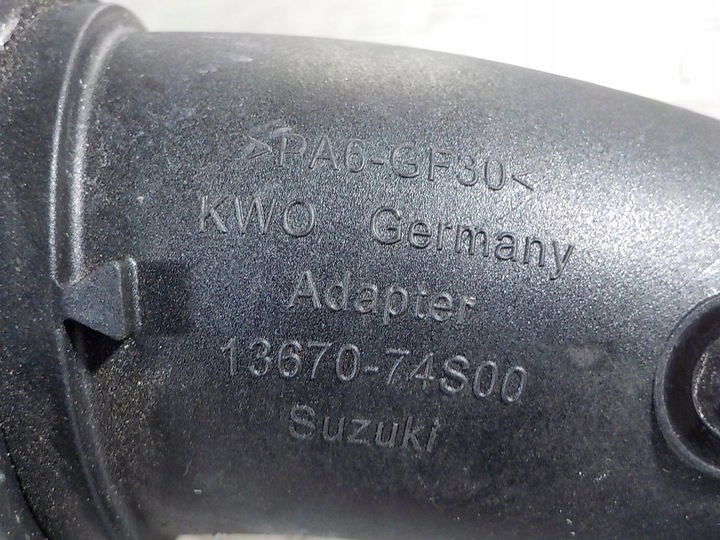 >PA6-GF30<
KWO Germany
Adapter
13670-74S00
Suzuki